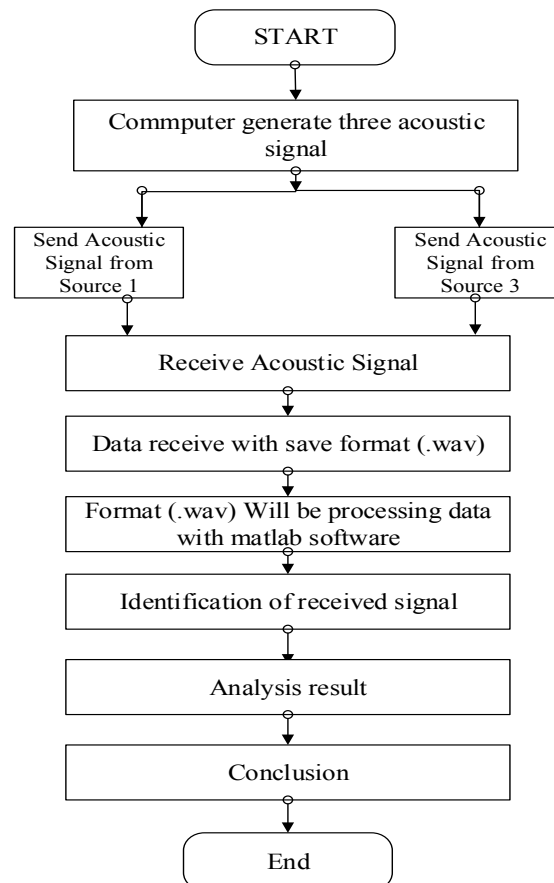 START
Commputer generate three acoustic
signal
Send Acoustic
Signal from
Source 1
Send Acoustic
Signal from
Source 3
Receive Acoustic Signal
Data receive with save format (.wav)
Format (.wav) Will be processing data
with matlab software
Identification of received signal
Analysis result
Conclusion
End